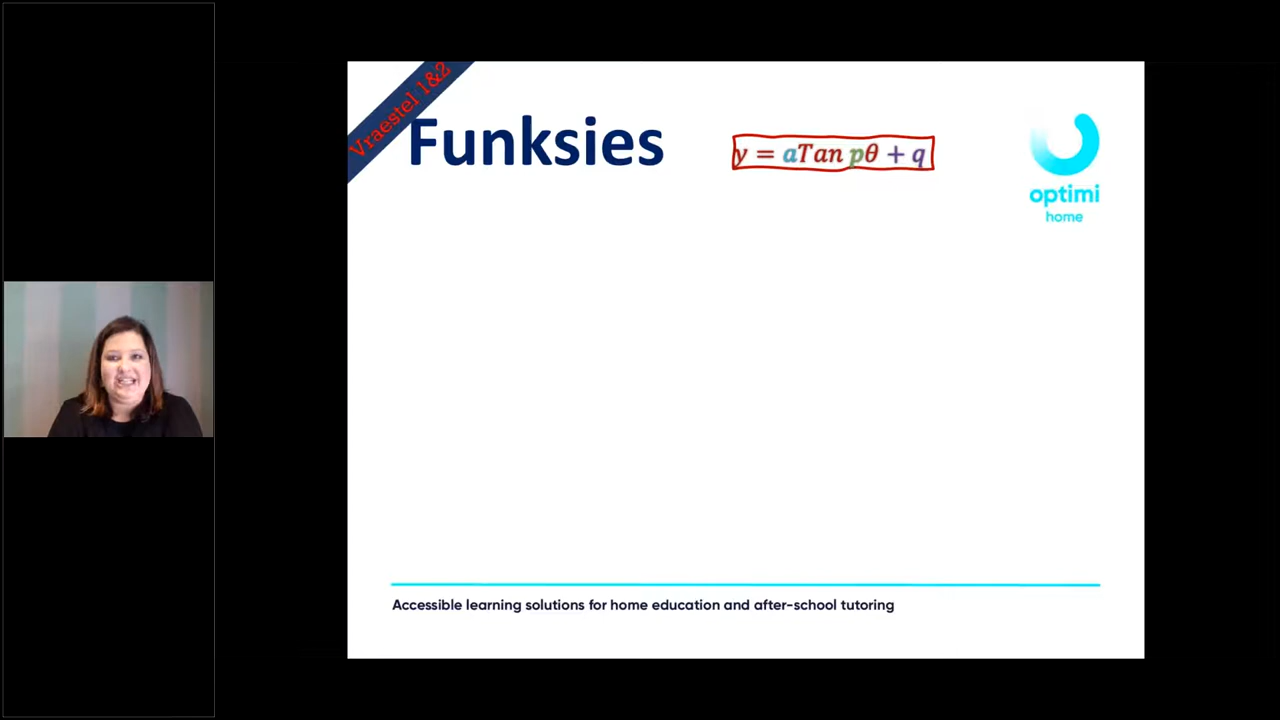 Vraestel 1&2
Funksies
y = aTan pθ + q
optimi
home
Accessible learning solutions for home education and after-school tutoring